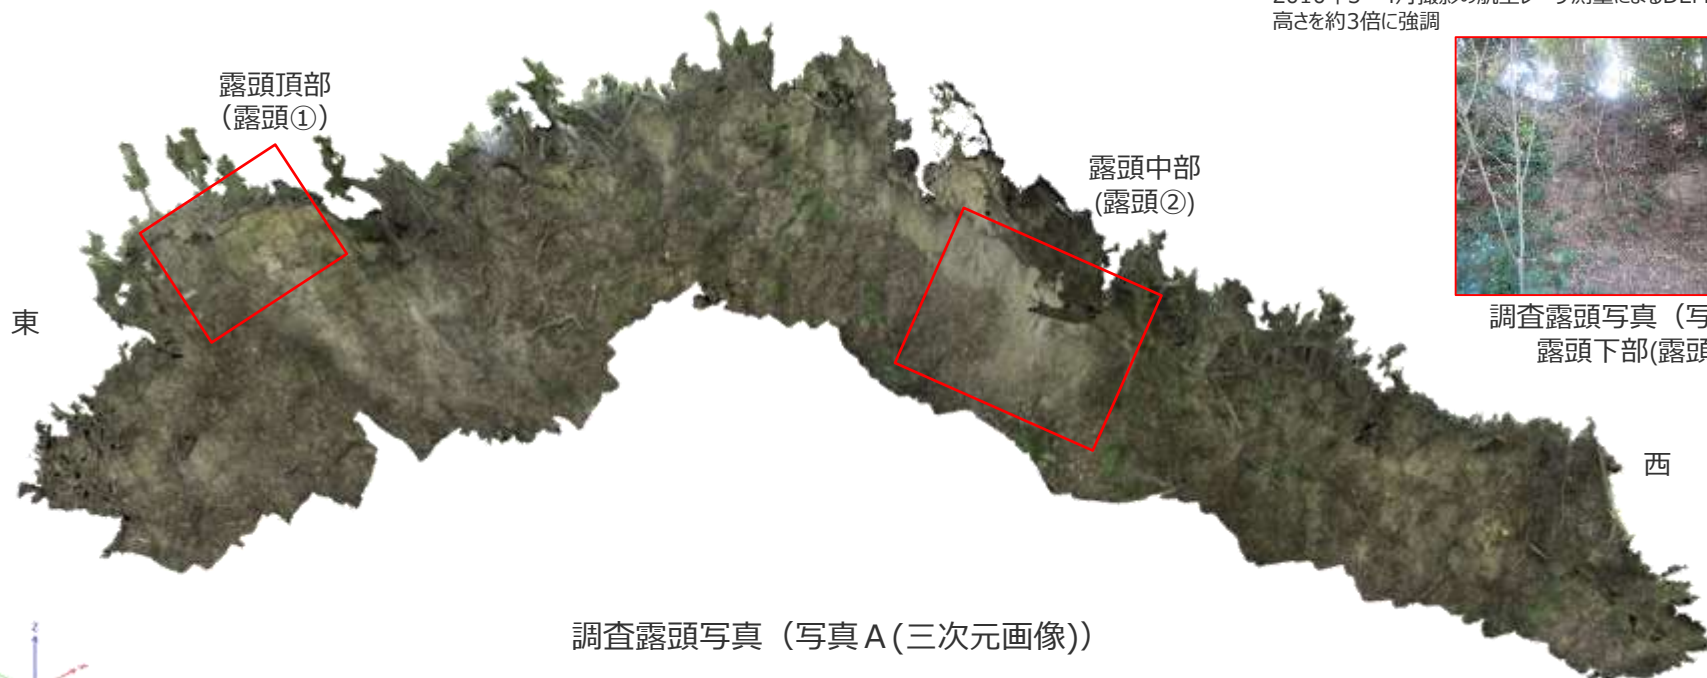 高さを約3倍に強調
露頭頂部
（露頭①）
露頭中部
(露頭②)
東
調査露頭写真（写
露頭下部(露頭
西
調査露頭写真（写真Ａ(三次元画像)）
z